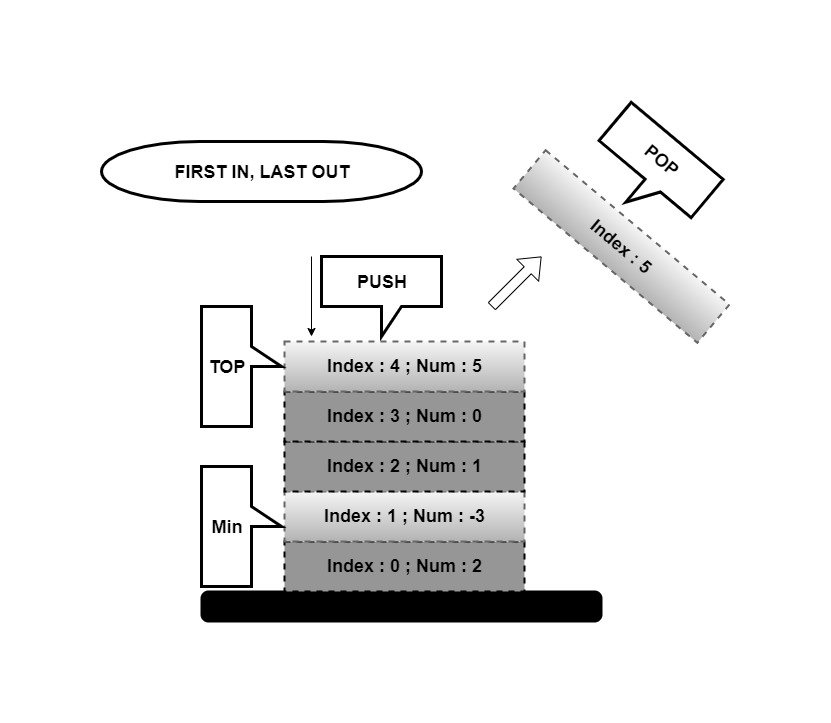 FIRST IN, LAST OUT
POP
Index : 5
PUSH
TOP
Index : 4 ; Num : 5
Index : 3 ; Num : 0
Index : 2 ; Num : 1
Min
Index : 1 ; Num : -3
Index : 0 ; Num : 2